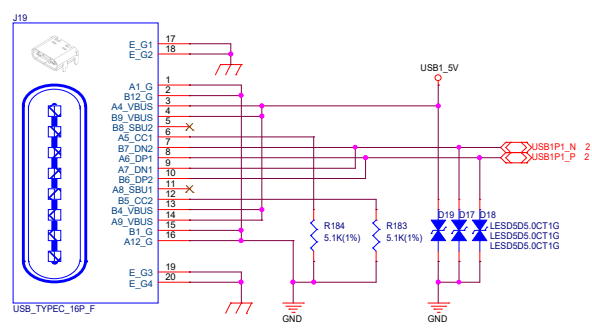 J19
E_G1 17
E_G2 18
USB1_5V
A1_G 1
B12_G 2
A4_VBUS 3
B9_VBUS 4
B8_SBU2 5
A5_CC1 6
B7_DN2 7
A6_DP1 8
A7_DN1 9
B6_DP2 10
A8_SBU1 11
B5_CC2 12
B4_VBUS 13
A9_VBUS 14
B1_G 15
A12_G 16
USB1P1_N 2
USB1P1_P 2
R184
5.1K(1%)
R183
5.1K(1%)
D19 D17 D18
LESD5D5.0CT1G
LESD5D5.0CT1G
LESD5D5.0CT1G
E_G3 19
E_G4 20
USB_TYPEC_16P_F
GND
GND